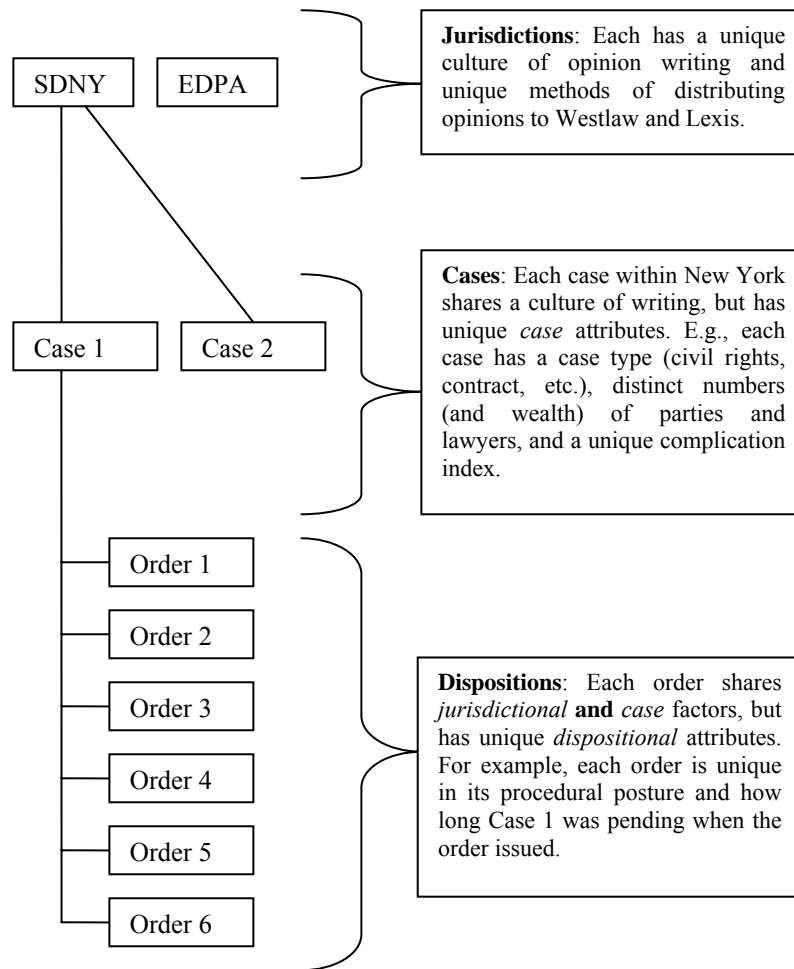 SDNY
EDPA
Jurisdictions: Each has a unique
culture of opinion writing and
unique methods of distributing
opinions to Westlaw and Lexis.
Case 1
Case 2
Cases: Each case within New York
shares a culture of writing, but has
unique case attributes. E.g., each
case has a case type (civil rights,
contract, etc.), distinct numbers
(and wealth) of parties and
lawyers, and a unique complication
index.
Order 1
Order 2
Order 3
Order 4
Order 5
Order 6
Dispositions: Each order shares
jurisdictional and case factors, but
has unique dispositional attributes.
For example, each order is unique
in its procedural posture and how
long Case 1 was pending when the
order issued.